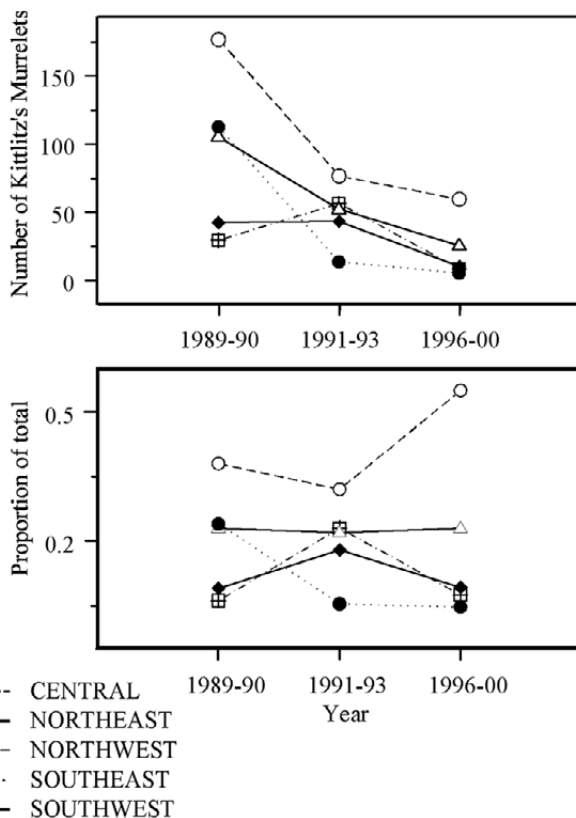 Number of Kittlitz's Murrelets
150
100
50
0
1989-90 1991-93 1996-00
Proportion of total
0.5
0.2
1989-90 1991-93 1996-00
Year
CENTRAL
NORTHEAST
NORTHWEST
SOUTHEAST
SOUTHWEST